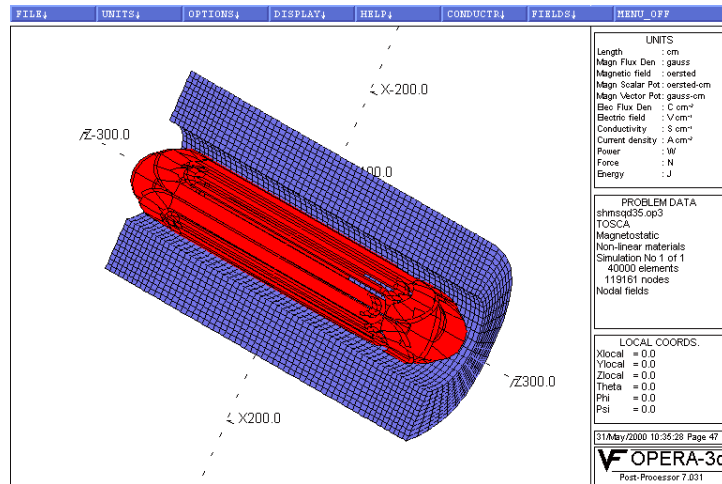 FILE↓ UNITS↓ OPTIONS↓ DISPLAY↓ HELP↓ CONDUCTR↓ FIELDS↓ MENU_OFF
X-200.0
/Z-300.0
100.0
/Z300.0
X200.0
UNITS
Length : cm
Magn Flux Den : gauss
Magnetic field : oersted
Magn Scalar Pot : oersted-cm
Magn Vector Pot : gauss-cm
Elec Flux Den : C cm⁻²
Electric field : V cm⁻¹
Conductivity : S cm⁻¹
Current density : A cm⁻²
Power : W
Force : N
Energy : J
PROBLEM DATA
shmsqd35.op3
TOSCA
Magnetostatic
Non-linear materials
Simulation No 1 of 1
40000 elements
119161 nodes
Nodal fields
LOCAL COORDS.
Xlocal = 0.0
Ylocal = 0.0
Zlocal = 0.0
Theta = 0.0
Phi = 0.0
Psi = 0.0
31/May/2000 10:35:28 Page 47
VF OPERA-3d
Post-Processor 7.031